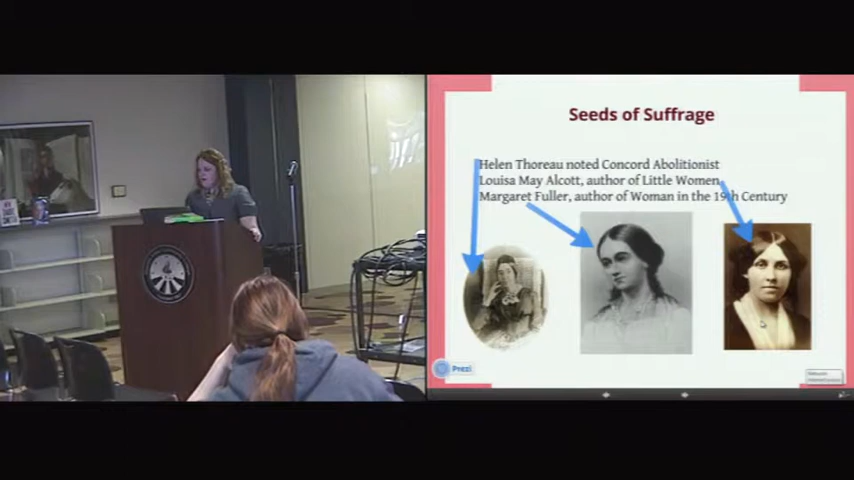 Seeds of Suffrage
Helen Thoreau noted Concord Abolitionist
Louisa May Alcott, author of Little Women
Margaret Fuller, author of Woman in the 19th Century
Prezi